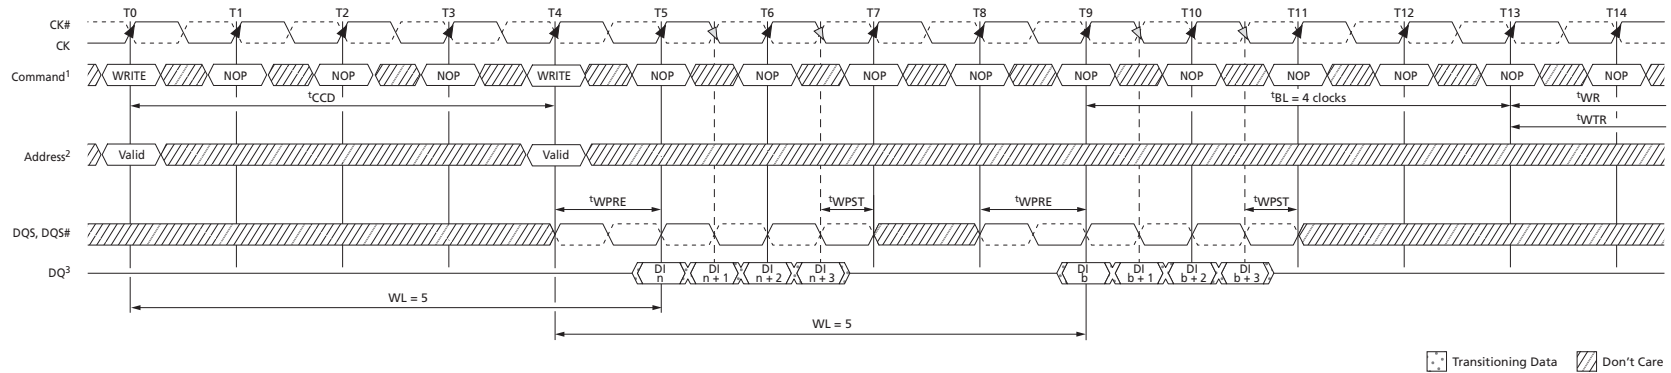 T0 T1 T2 T3 T4 T5 T6 T7 T8 T9 T10 T11 T12 T13 T14
CK#
CK
Command1 WRITE NOP NOP NOP WRITE NOP NOP NOP NOP NOP NOP NOP NOP NOP NOP
tCCD tBL = 4 clocks tWR
tWTR
Address2 Valid Valid
tWPRE tWPST tWPRE tWPST
DQS, DQS#
DQ3 DI n DI n + 1 DI n + 2 DI n + 3 DI b DI b + 1 DI b + 2 DI b + 3
WL = 5
WL = 5
Transitioning Data Don't Care